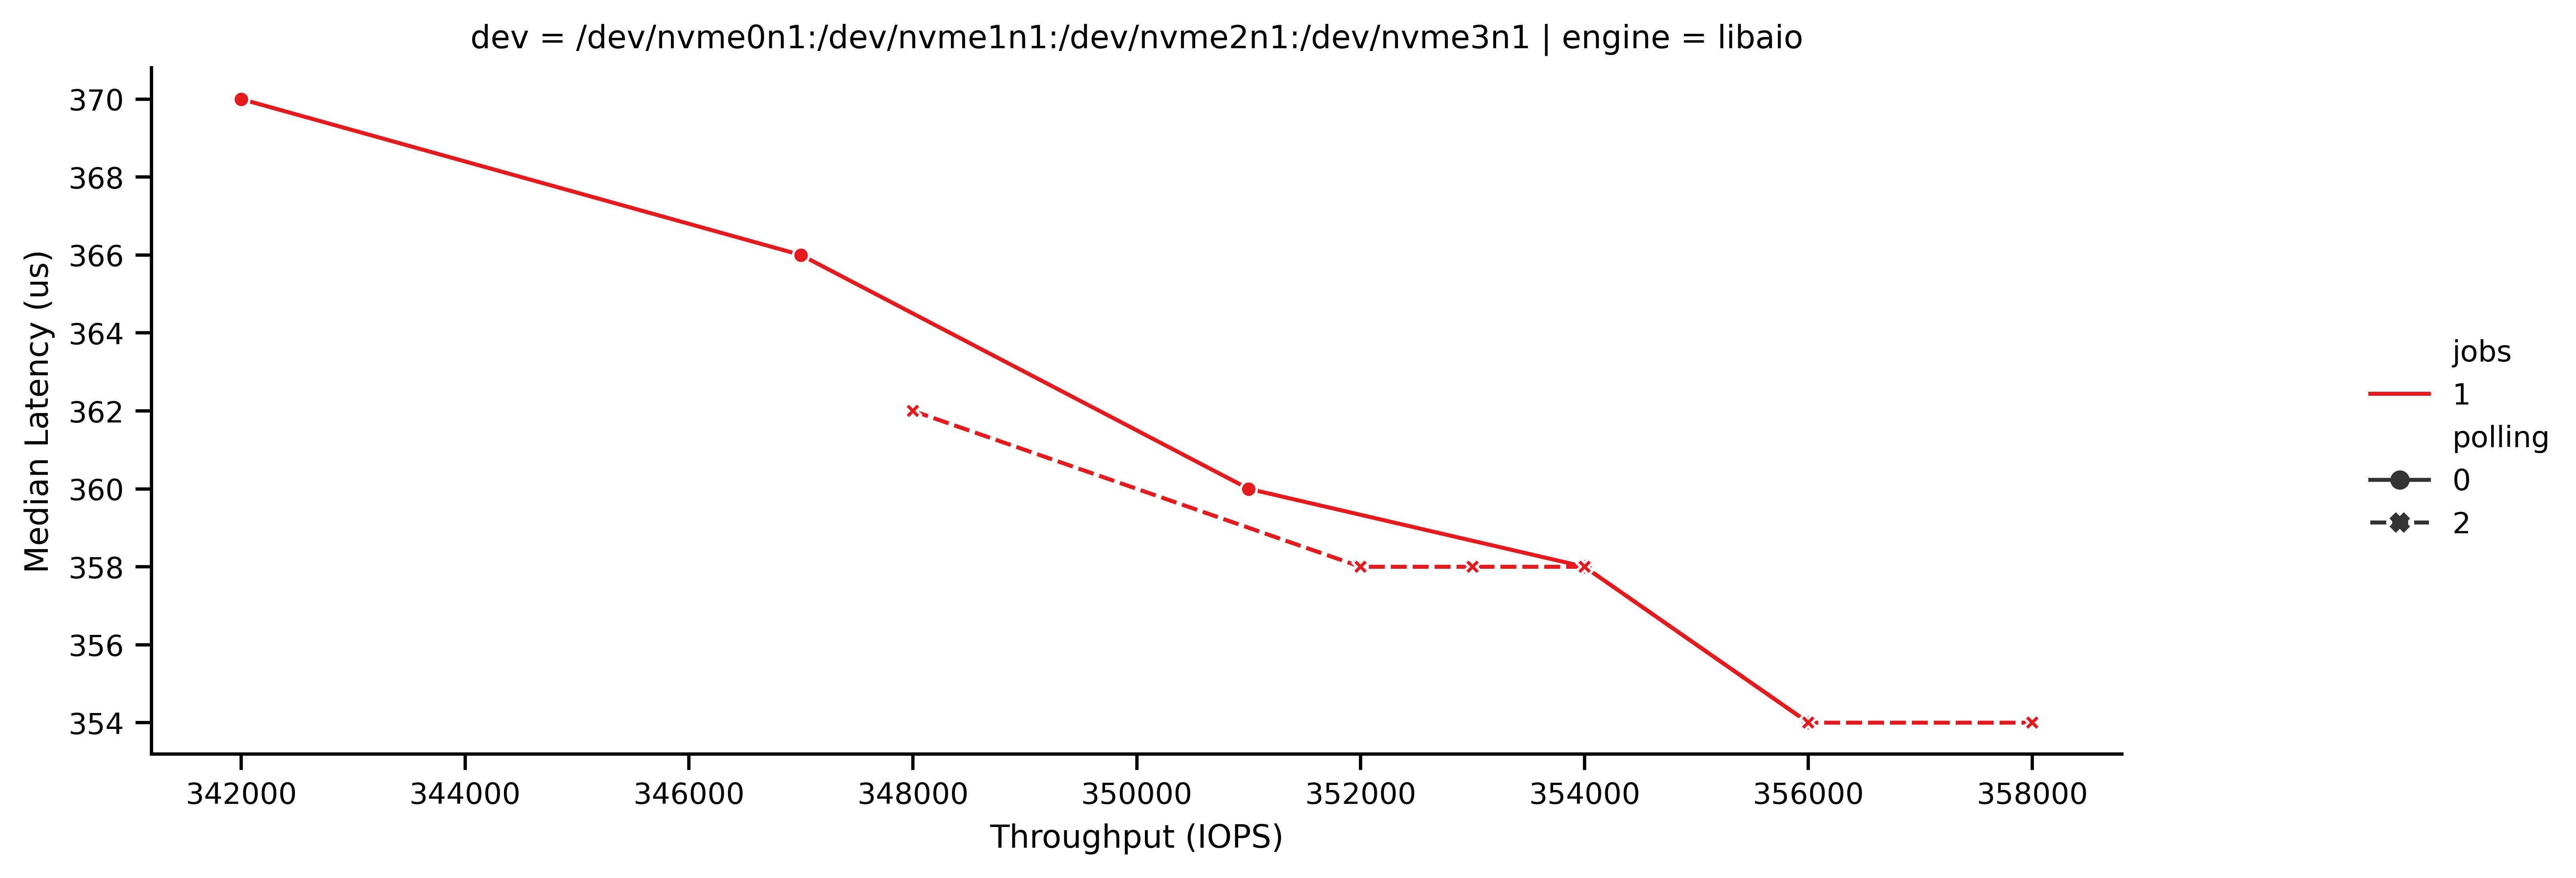 dev = /dev/nvme0n1:/dev/nvme1n1:/dev/nvme2n1:/dev/nvme3n1 | engine = libaio
Median Latency (us)
370
368
366
364
362
360
358
356
354
342000 344000 346000 348000 350000 352000 354000 356000 358000
Throughput (IOPS)
jobs
1
polling
0
2